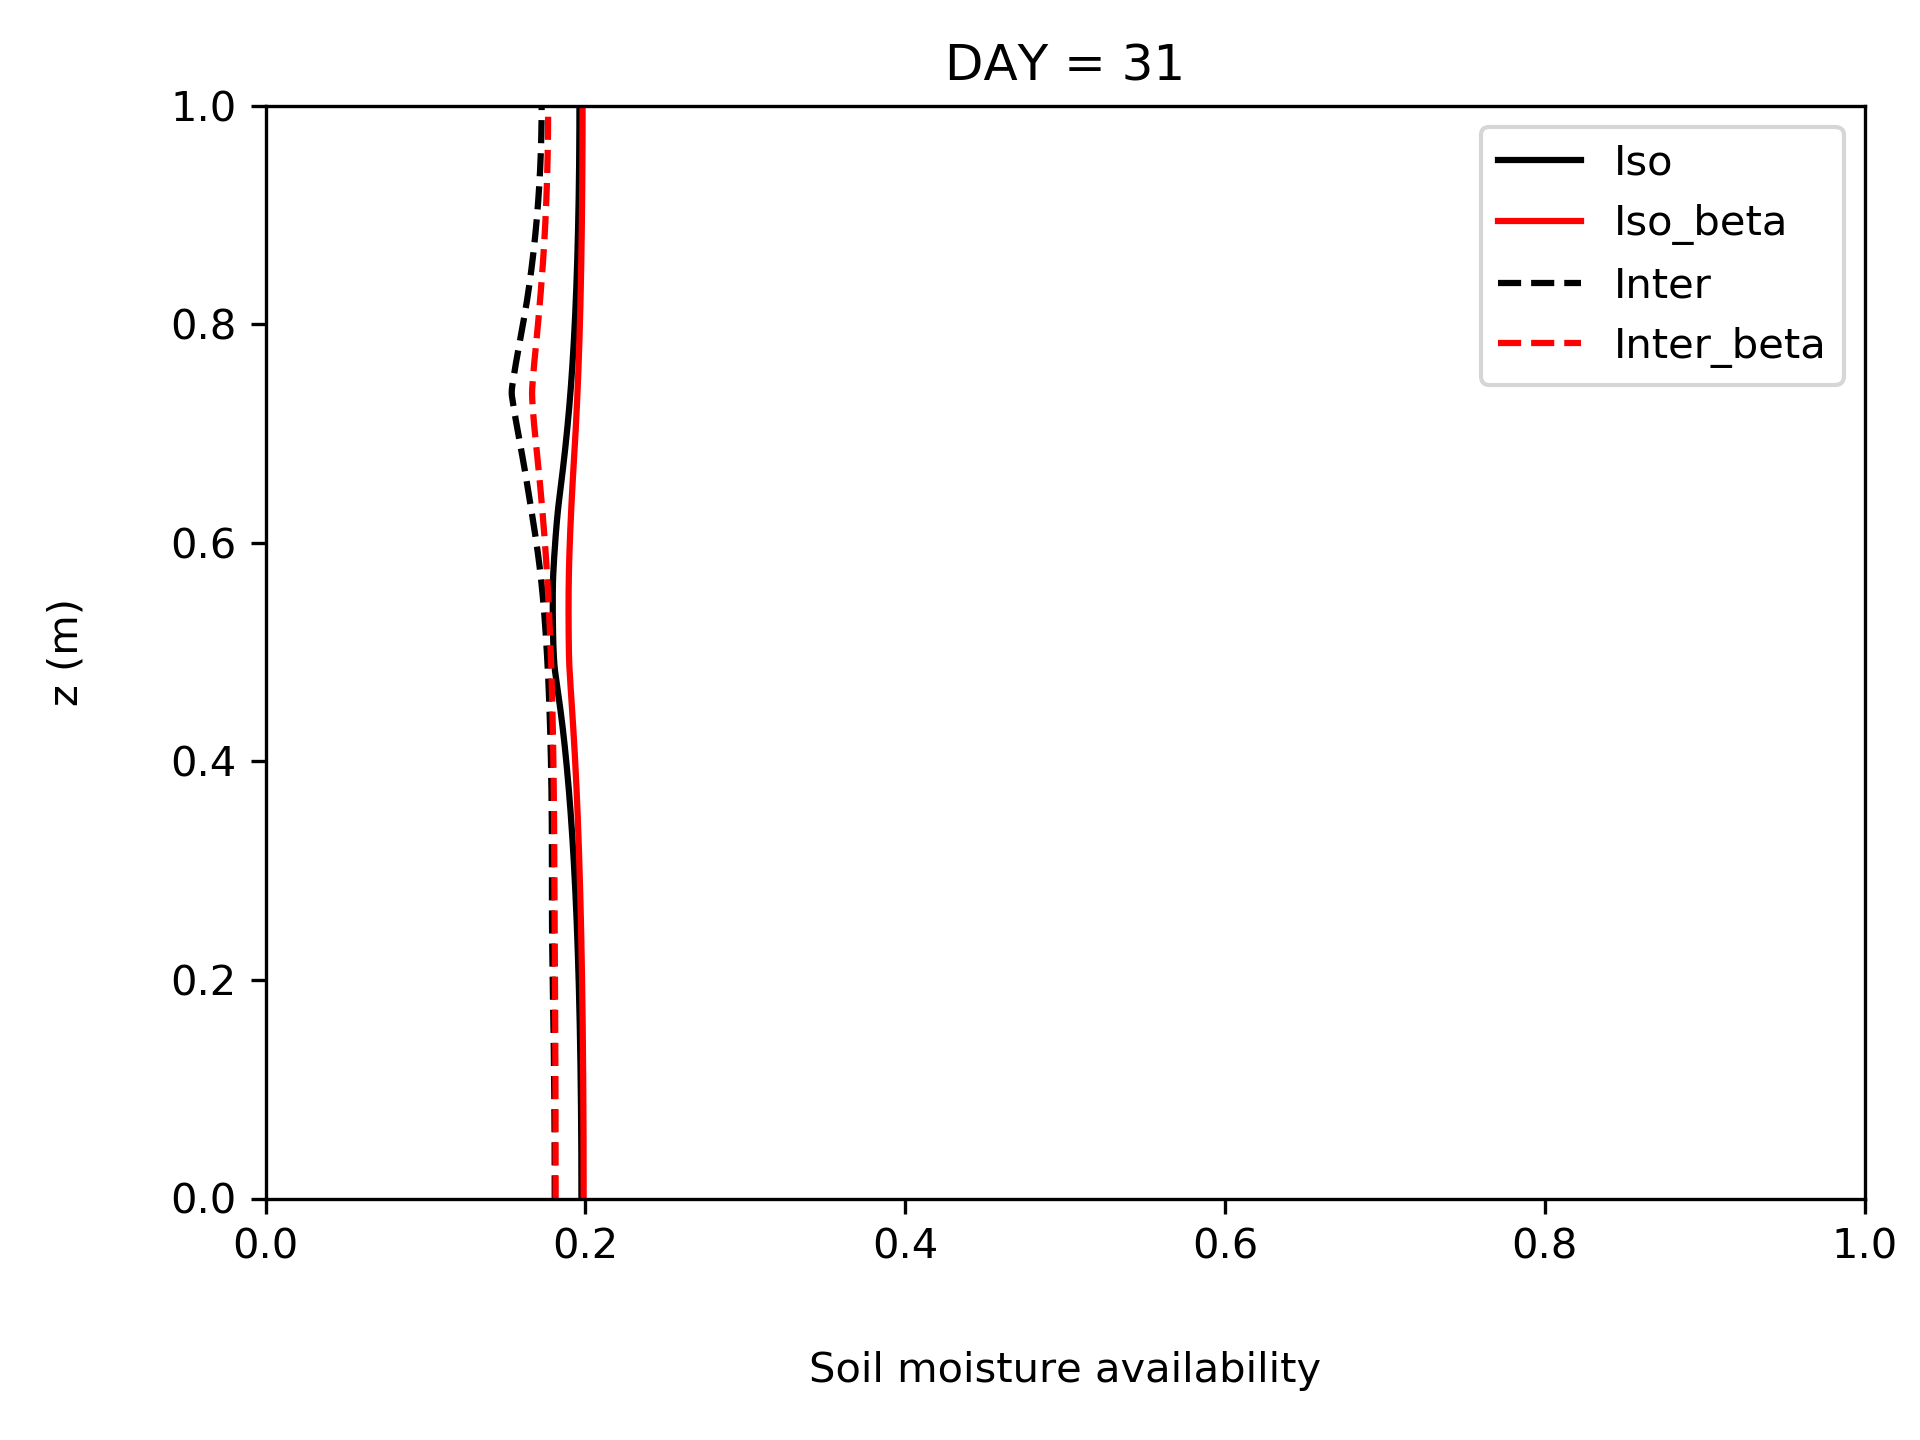 DAY = 31
1.0
0.8
0.6
0.4
0.2
0.0
z (m)
Iso
Iso_beta
Inter
Inter_beta
0.0 0.2 0.4 0.6 0.8 1.0
Soil moisture availability